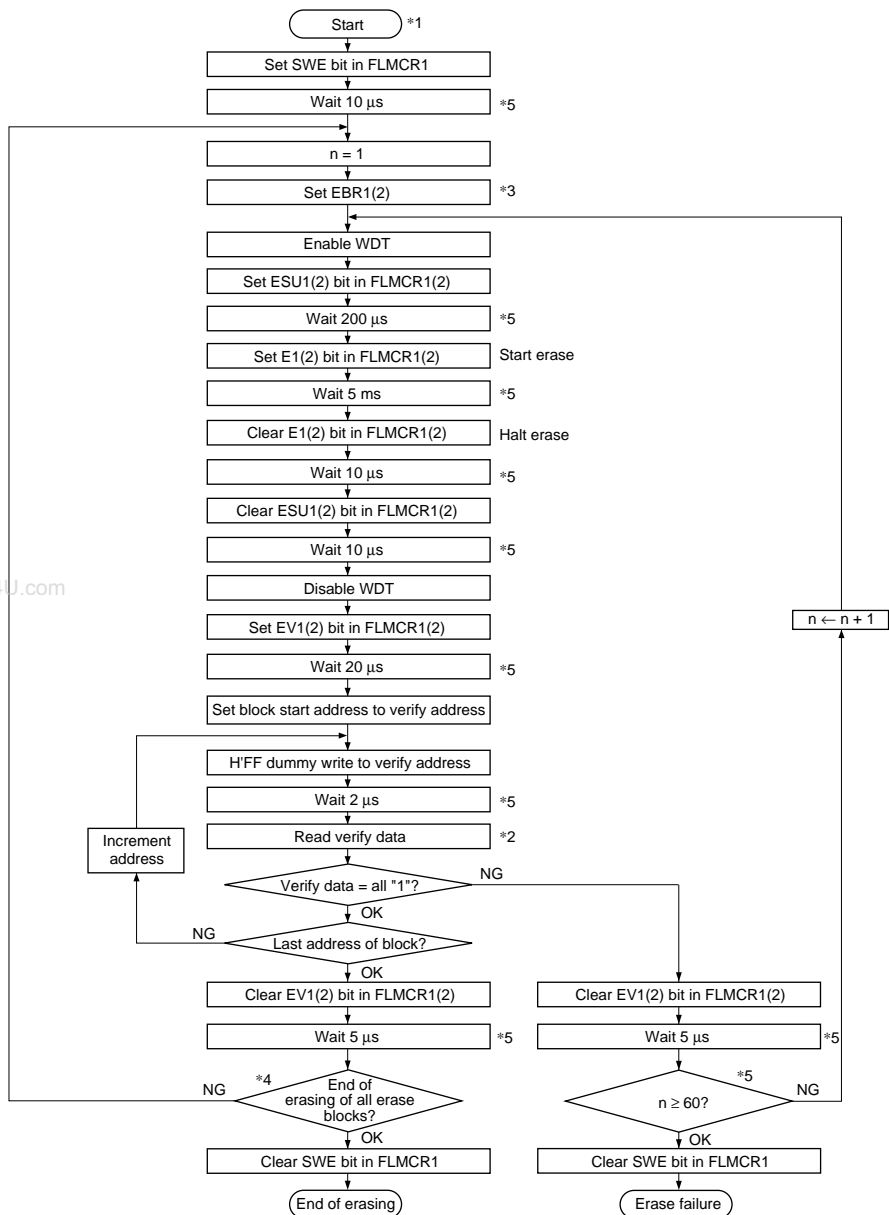 Start *1
Set SWE bit in FLMCR1
Wait 10 µs *5
n = 1
Set EBR1(2) *3
Enable WDT
Set ESU1(2) bit in FLMCR1(2)
Wait 200 µs *5
Set E1(2) bit in FLMCR1(2) Start erase
Wait 5 ms *5
Clear E1(2) bit in FLMCR1(2) Halt erase
Wait 10 µs *5
Clear ESU1(2) bit in FLMCR1(2)
Wait 10 µs *5
4U.com
Disable WDT
Set EV1(2) bit in FLMCR1(2)
n ← n + 1
Wait 20 µs *5
Set block start address to verify address
H'FF dummy write to verify address
Wait 2 µs *5
Increment
address
Read verify data *2
Verify data = all "1"?
NG
OK
NG
Last address of block?
OK
Clear EV1(2) bit in FLMCR1(2)
Clear EV1(2) bit in FLMCR1(2)
Wait 5 µs *5
Wait 5 µs *5
NG
*4
End of
erasing of all erase
blocks?
*5
n ≥ 60?
NG
OK
OK
Clear SWE bit in FLMCR1
Clear SWE bit in FLMCR1
End of erasing
Erase failure